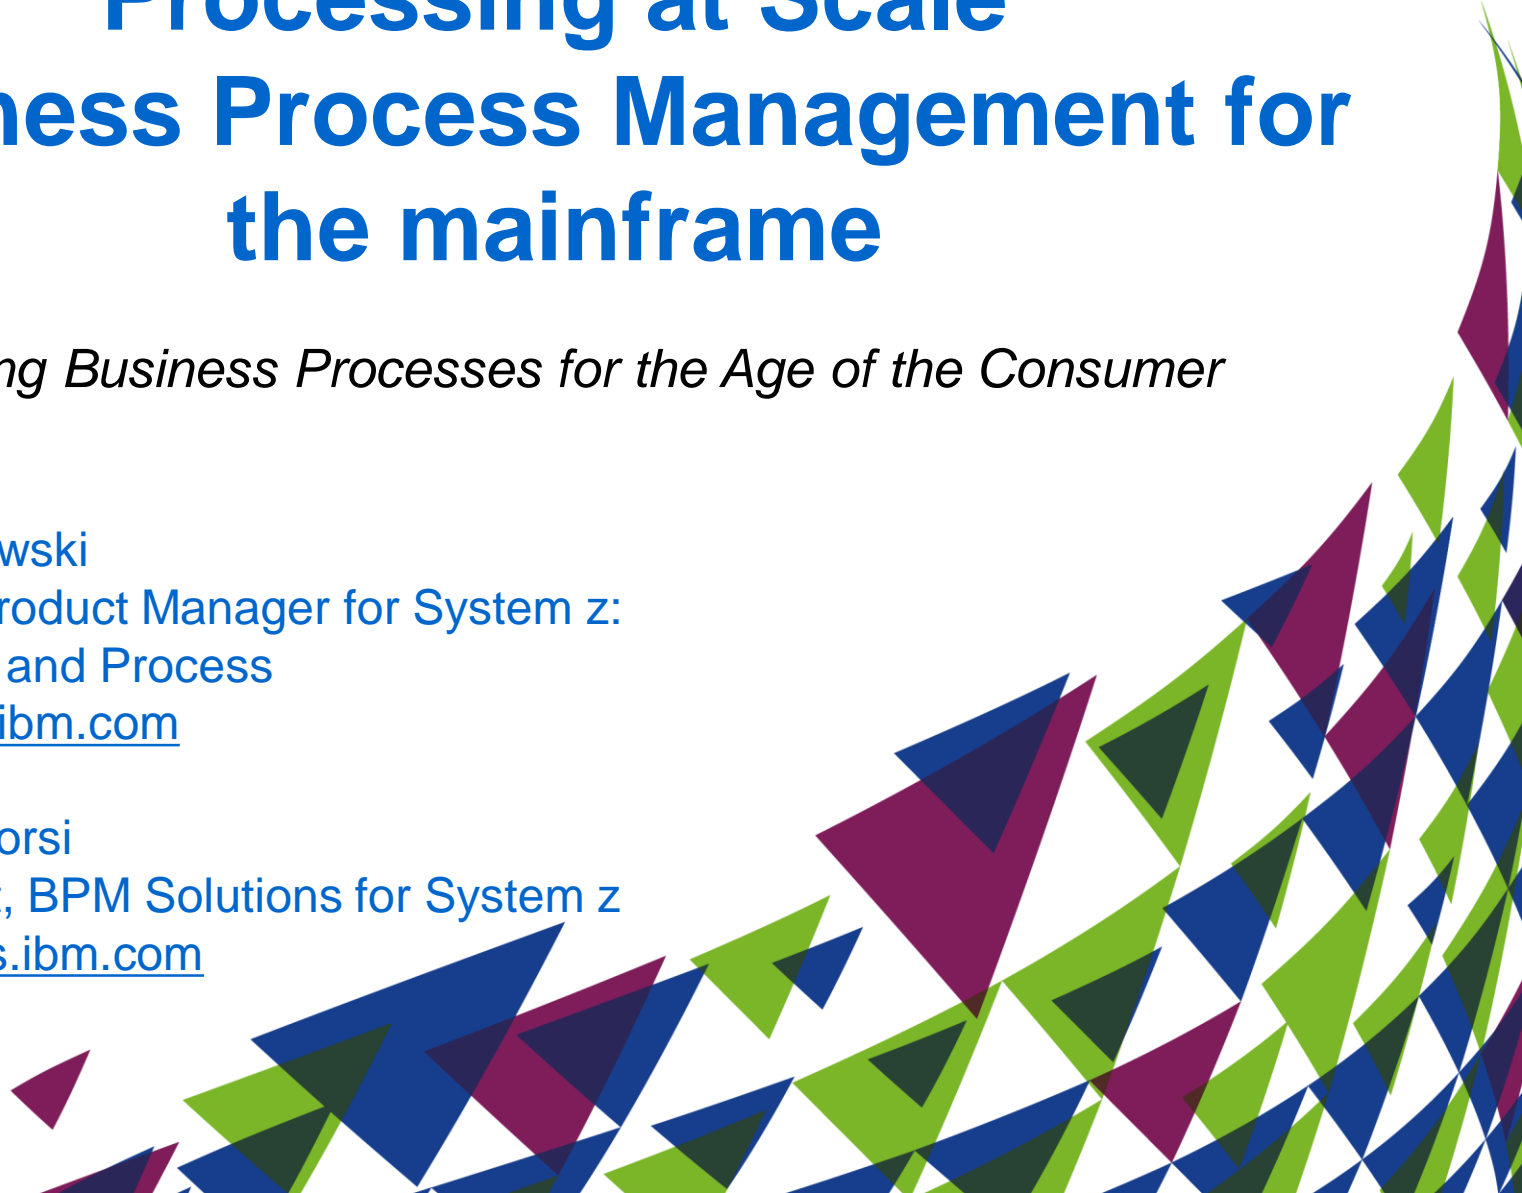 Processing at Scale
ness Process Management for
the mainframe
ng Business Processes for the Age of the Consumer
wski
roduct Manager for System z:
and Process
ibm.com
orsi
t, BPM Solutions for System z
s.ibm.com